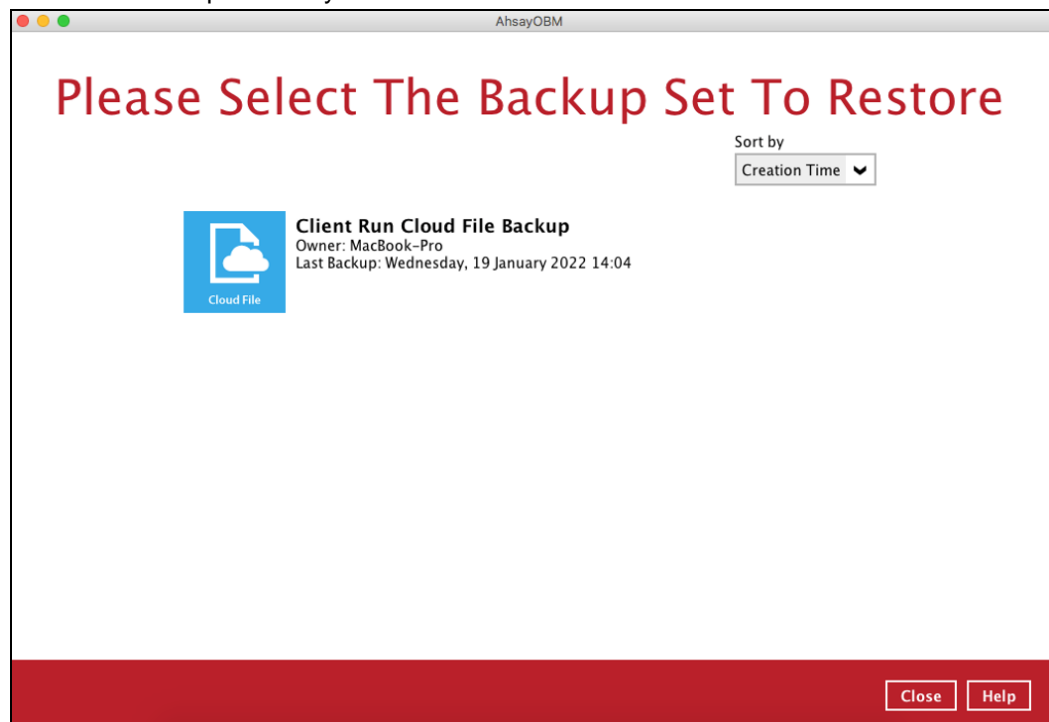 AhsayOBM
Please Select The Backup Set To Restore
Sort by
Creation Time
Client Run Cloud File Backup
Owner: MacBook-Pro
Last Backup: Wednesday, 19 January 2022 14:04
Cloud File
Close Help